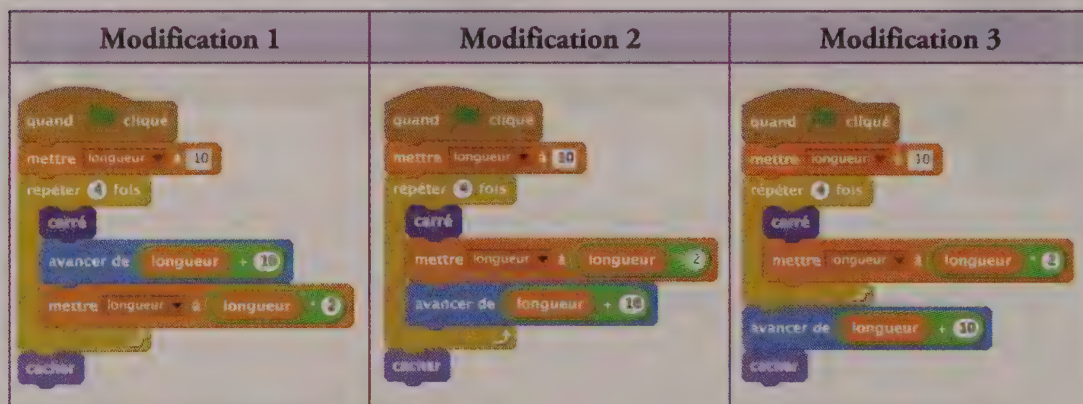 Modification 1
Modification 2
Modification 3
quand clique
mettre longueur à 10
répéter 4 fois
carré
avancer de longueur + 10
mettre longueur à longueur * 2
cacher
quand cliqué
mettre longueur à 10
répéter 4 fois
carré
mettre longueur à longueur 2
avancer de longueur + 10
cacher
quand cliqué
mettre longueur à 10
répéter 4 fois
carré
mettre longueur à longueur * 2
avancer de longueur + 10
cacher